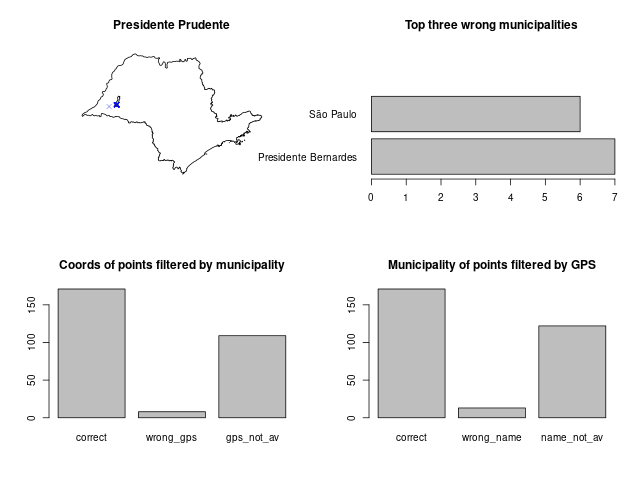 Presidente Prudente
Top three wrong municipalities
São Paulo
Presidente Bernardes
0 1 2 3 4 5 6 7
Coords of points filtered by municipality
0 50 100 150
correct wrong_gps gps_not_av
Municipality of points filtered by GPS
0 50 100 150
correct wrong_name name_not_av